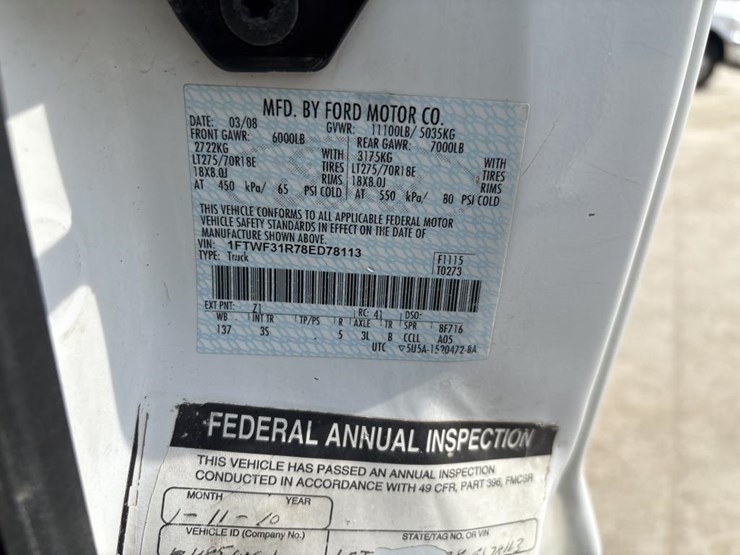 MFD. BY FORD MOTOR CO.
DATE: 03/08 GVWR: 11100LB/ 5035KG
FRONT GAWR: 6000LB REAR GAWR: 7000LB
2722KG WITH 3175KG WITH
LT275/70R18E TIRES LT275/70R18E TIRES
18X8.0J RIMS 18X8.0J RIMS
AT 450 kPa/ 65 PSI COLD AT 550 kPa/ 80 PSI COLD
THIS VEHICLE CONFORMS TO ALL APPLICABLE FEDERAL MOTOR
VEHICLE SAFETY STANDARDS IN EFFECT ON THE DATE OF
MANUFACTURE SHOWN ABOVE.
VIN: 1FTWF31R78ED78113
TYPE: Truck
F1115
T0273
EXT PNT: Z1 RC: 41 DSO:
WB INT TR TP/PS R AXLE TR SPR 8F716
137 35 5 3L B CCLL A05
UTC ▽5U5A-1520472-BA
FEDERAL ANNUAL INSPECTION
THIS VEHICLE HAS PASSED AN ANNUAL INSPECTION
CONDUCTED IN ACCORDANCE WITH 49 CFR, PART 396, FMCSR
MONTH YEAR
1-11-10
VEHICLE ID (Company No.) STATE/TAG NO. OR VIN